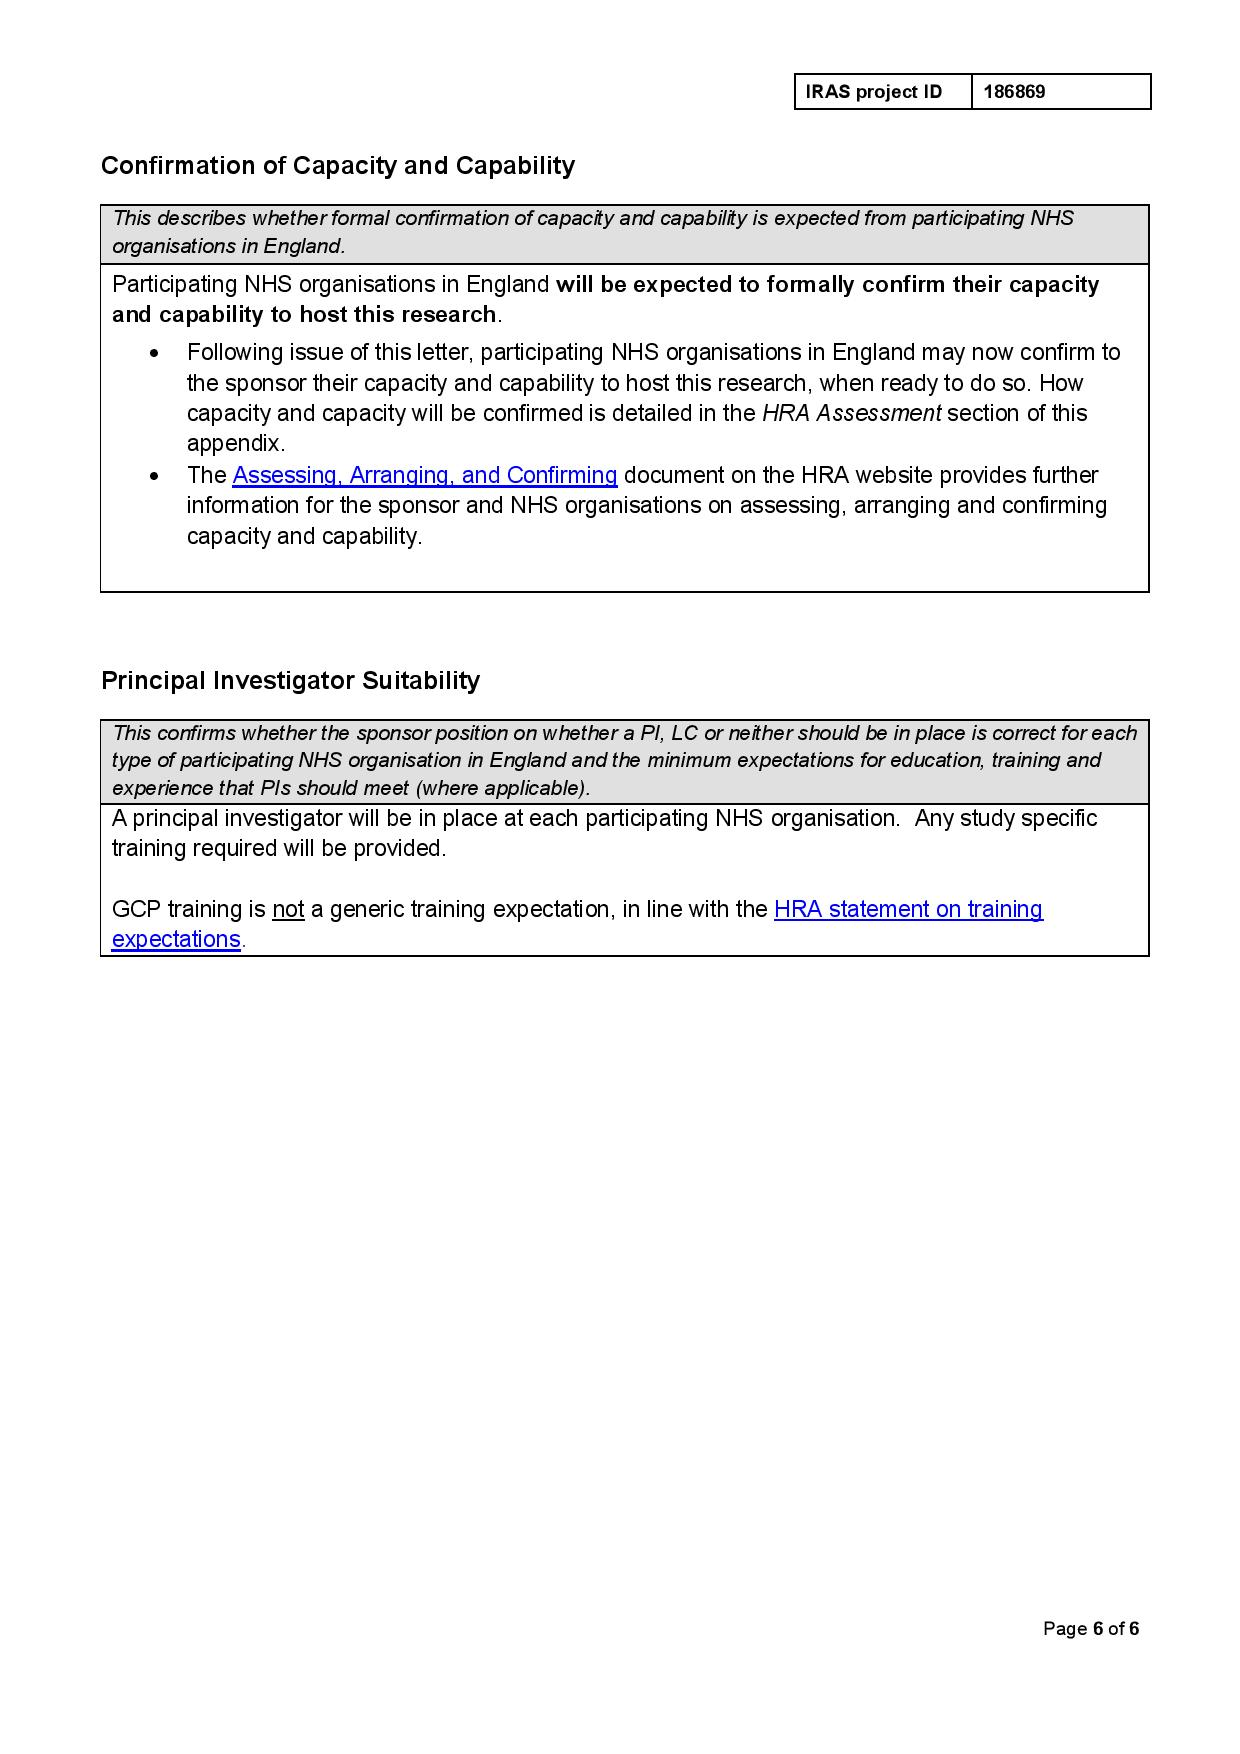 IRAS project ID 186869
Confirmation of Capacity and Capability
This describes whether formal confirmation of capacity and capability is expected from participating NHS
organisations in England.
Participating NHS organisations in England will be expected to formally confirm their capacity
and capability to host this research.
• Following issue of this letter, participating NHS organisations in England may now confirm to
the sponsor their capacity and capability to host this research, when ready to do so. How
capacity and capacity will be confirmed is detailed in the HRA Assessment section of this
appendix.
• The Assessing, Arranging, and Confirming document on the HRA website provides further
information for the sponsor and NHS organisations on assessing, arranging and confirming
capacity and capability.
Principal Investigator Suitability
This confirms whether the sponsor position on whether a PI, LC or neither should be in place is correct for each
type of participating NHS organisation in England and the minimum expectations for education, training and
experience that PIs should meet (where applicable).
A principal investigator will be in place at each participating NHS organisation.  Any study specific
training required will be provided.
GCP training is not a generic training expectation, in line with the HRA statement on training
expectations.
Page 6 of 6